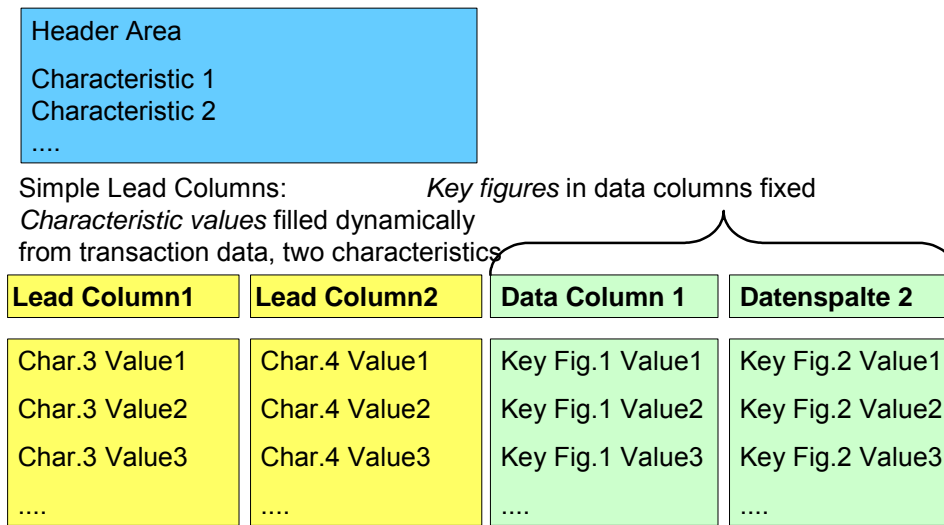 Header Area
Characteristic 1
Characteristic 2
....
Simple Lead Columns: Key figures in data columns fixed
Characteristic values filled dynamically
from transaction data, two characteristics
Lead Column1 Lead Column2 Data Column 1 Datenspalte 2
Char.3 Value1 Char.4 Value1 Key Fig.1 Value1 Key Fig.2 Value1
Char.3 Value2 Char.4 Value2 Key Fig.1 Value2 Key Fig.2 Value2
Char.3 Value3 Char.4 Value3 Key Fig.1 Value3 Key Fig.2 Value3
.... .... .... ....